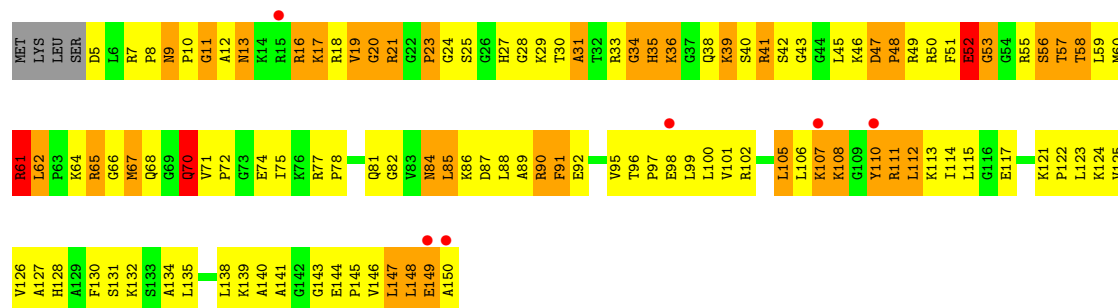 MET LYS LEU SER D5 L6 R7 P8 N9 P10 G11 A12 N13 K14 R15 R16 K17 R18 V19 G20 R21 G22 P23 G24 S25 G26 H27 G28 K29 T30 A31 T32 R33 G34 H35 K36 G37 Q38 K39 S40 R41 S42 G43 G44 L45 K46 D47 P48 R49 R50 F51 E52 G53 G54 R55 S56 T57 T58 L59 M60
R61 L62 P63 K64 R65 G66 M67 Q68 G69 Q70 V71 P72 G73 E74 I75 K76 R77 P78 Q81 G82 V83 N84 L85 K86 D87 L88 A89 R90 F91 E92 V95 T96 P97 E98 L99 L100 V101 R102 L105 L106 K107 K108 G109 Y110 R111 L112 K113 I114 L115 G116 E117 K121 P122 L123 K124 V125
V126 A127 H128 A129 F130 S131 K132 S133 A134 L135 L138 K139 A140 A141 G142 G143 E144 P145 V146 L147 L148 E149 A150